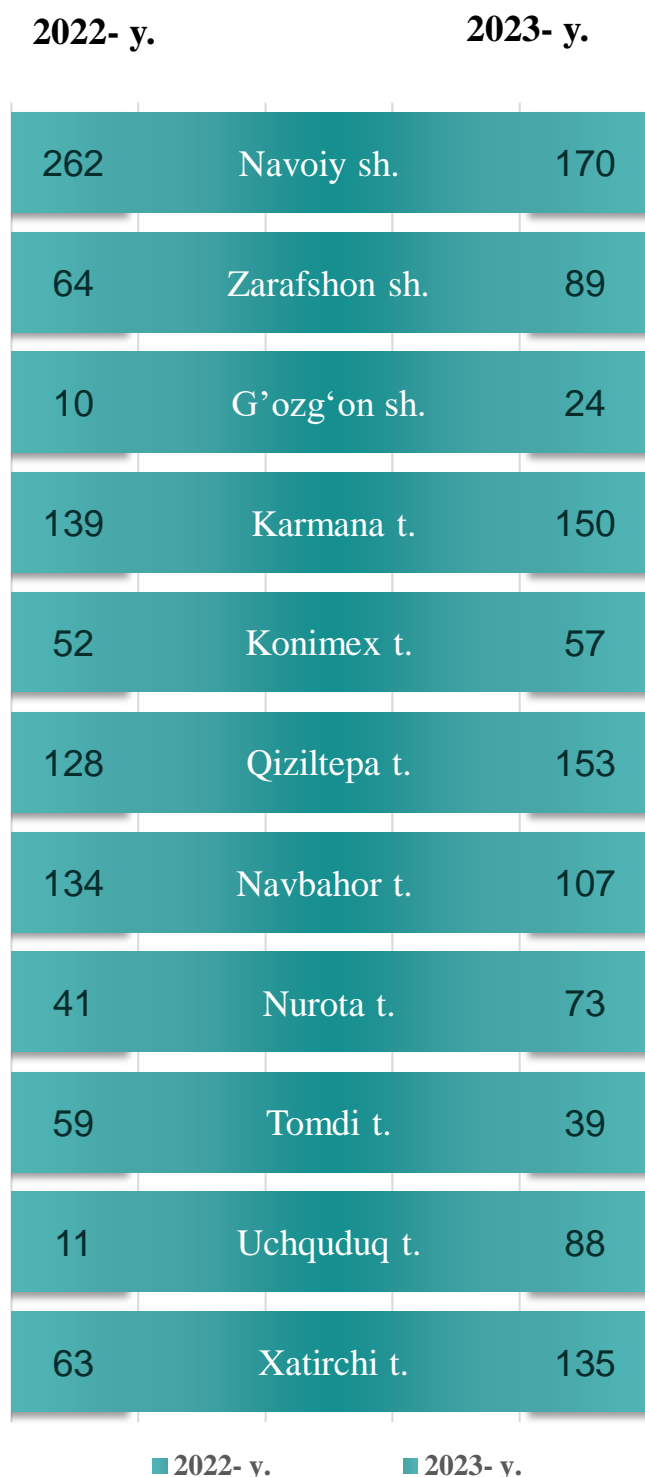 2022- y. 2023- y.
262 Navoiy sh. 170
64 Zarafshon sh. 89
10 G’ozg‘on sh. 24
139 Karmana t. 150
52 Konimex t. 57
128 Qiziltepa t. 153
134 Navbahor t. 107
41 Nurota t. 73
59 Tomdi t. 39
11 Uchquduq t. 88
63 Xatirchi t. 135
2022- y. 2023- y.